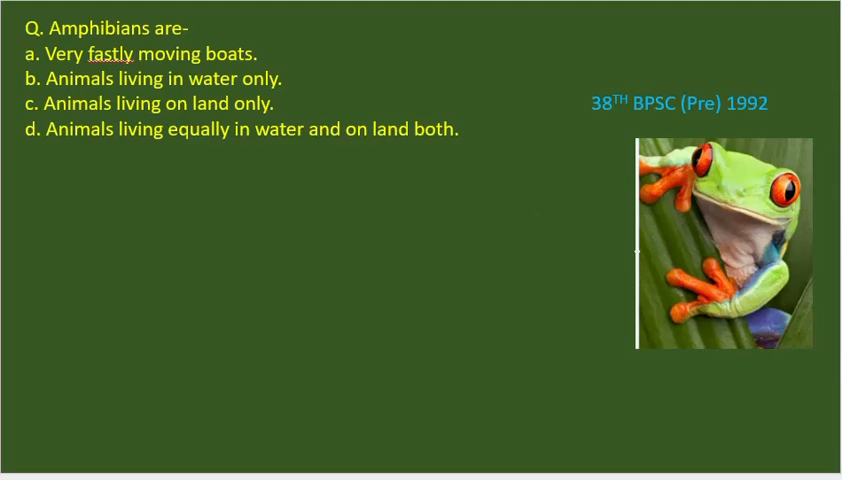 Q. Amphibians are-
a. Very fastly moving boats.
b. Animals living in water only.
c. Animals living on land only.
38TH BPSC (Pre) 1992
d. Animals living equally in water and on land both.